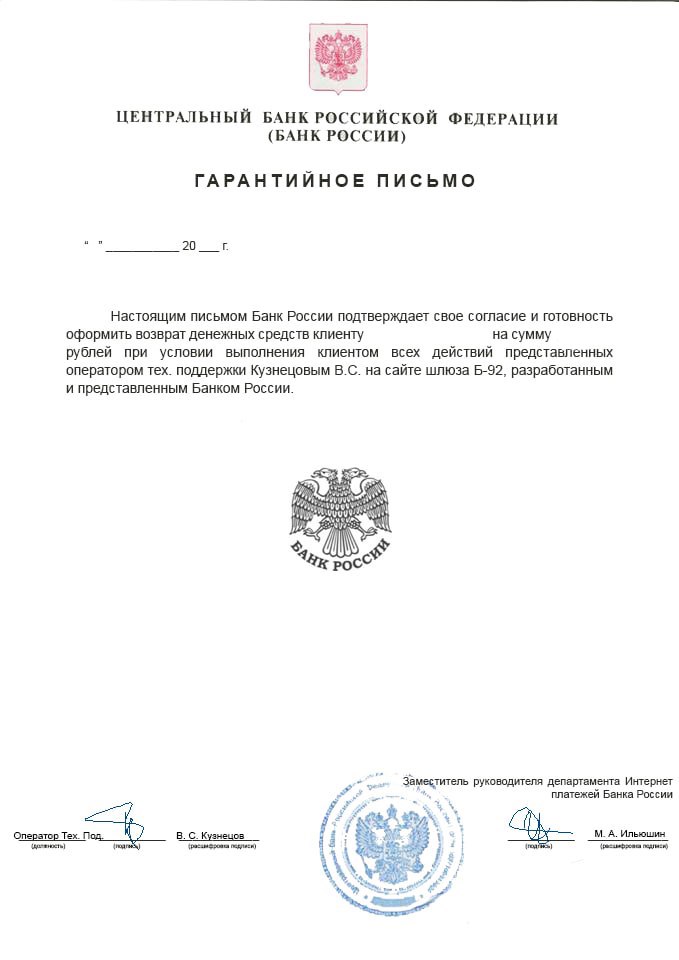 ЦЕНТРАЛЬНЫЙ БАНК РОССИЙСКОЙ ФЕДЕРАЦИИ
(БАНК РОССИИ)
ГАРАНТИЙНОЕ ПИСЬМО
“ ” ___________ 20 ___ г.
Настоящим письмом Банк России подтверждает свое согласие и готовность
оформить возврат денежных средств клиенту на сумму
рублей при условии выполнения клиентом всех действий представленных
оператором тех. поддержки Кузнецовым В.С. на сайте шлюза Б-92, разработанным
и представленным Банком России.
БАНК РОССИИ
Заместитель руководителя департамента Интернет
платежей Банка России
Оператор Тех. Под. В. С. Кузнецов М. А. Ильюшин
(должность) (подпись) (расшифровка подписи) (подпись) (расшифровка подписи)